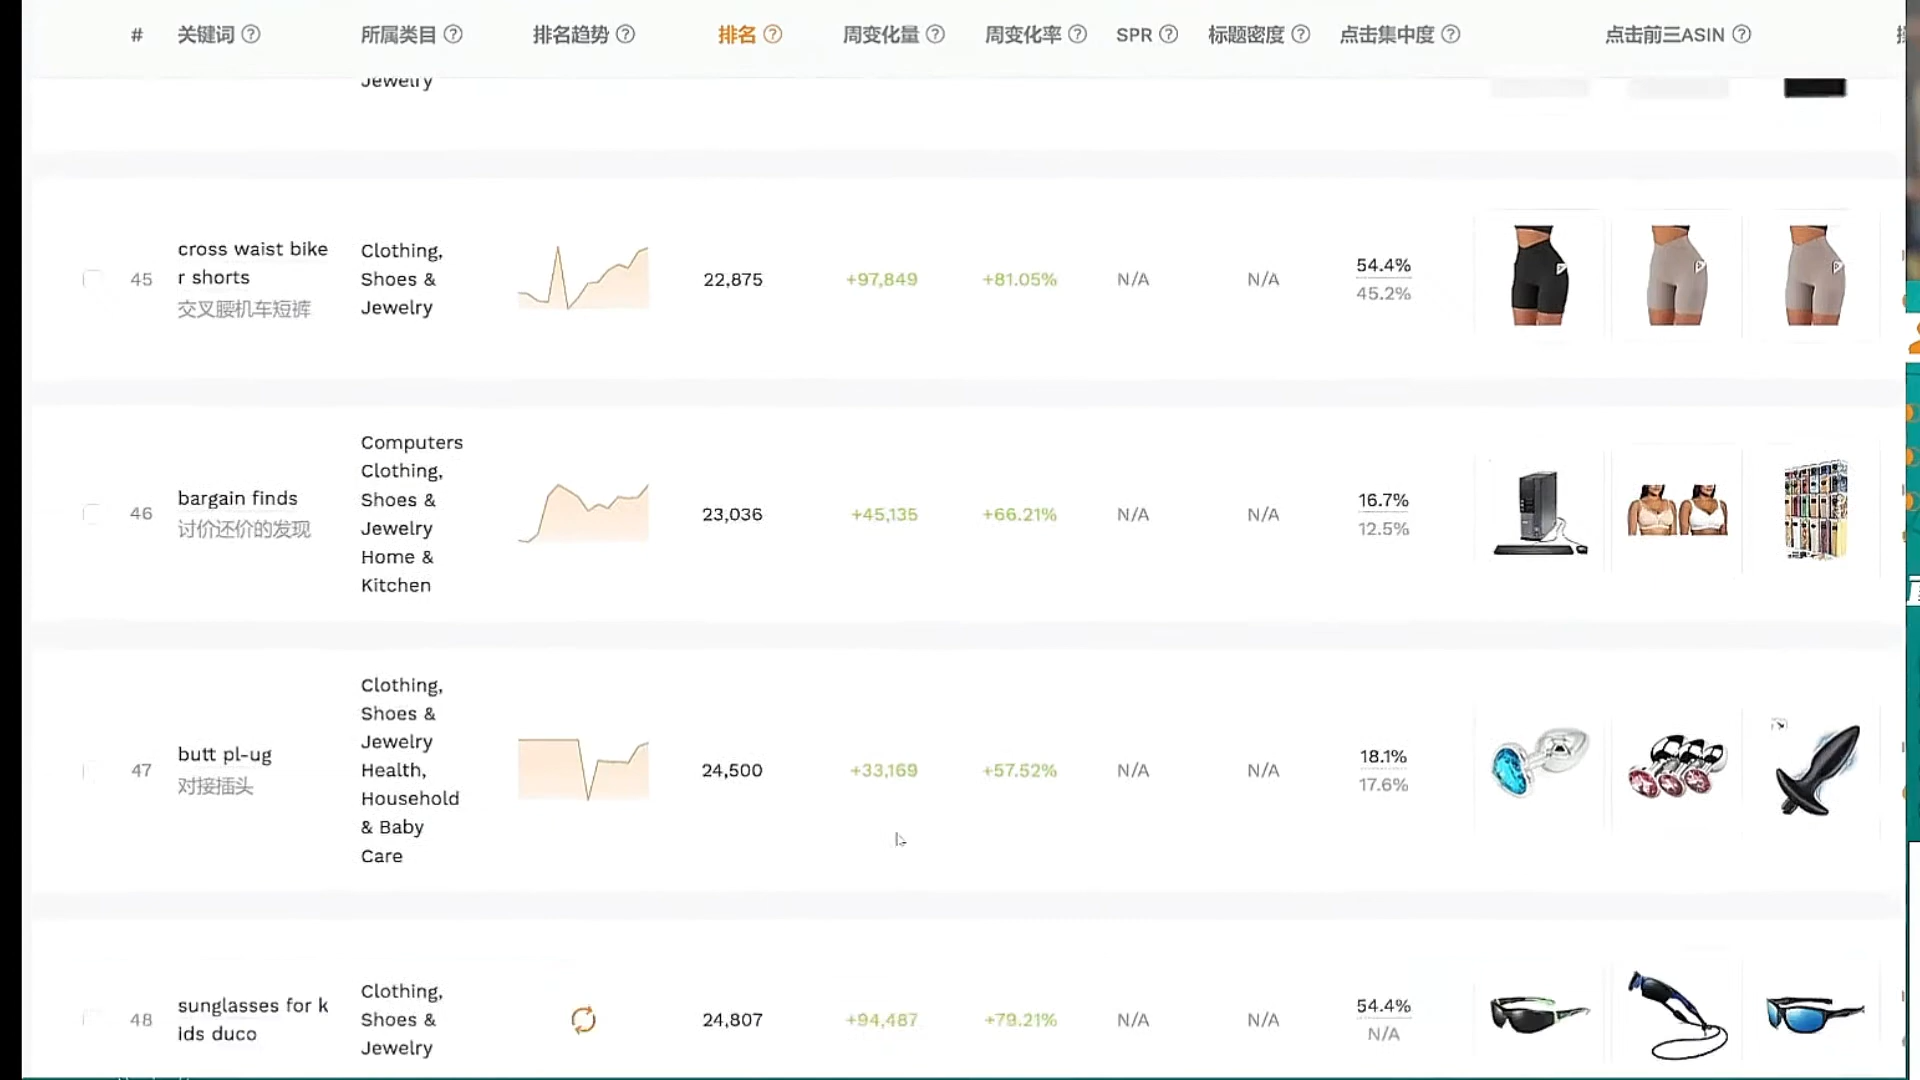 # 关键词 所属类目 排名趋势 排名 周变化量 周变化率 SPR 标题密度 点击集中度 点击前三ASIN
Jewelry
45
cross waist bike
r shorts
交叉腰机车短裤
Clothing,
Shoes &
Jewelry
22,875
+97,849
+81.05%
N/A
N/A
54.4%
45.2%
46
bargain finds
讨价还价的发现
Computers
Clothing,
Shoes &
Jewelry
Home &
Kitchen
23,036
+45,135
+66.21%
N/A
N/A
16.7%
12.5%
47
butt pl-ug
对接插头
Clothing,
Shoes &
Jewelry
Health,
Household
& Baby
Care
24,500
+33,169
+57.52%
N/A
N/A
18.1%
17.6%
48
sunglasses for k
ids duco
Clothing,
Shoes &
Jewelry
24,807
+94,487
+79.21%
N/A
N/A
54.4%
N/A